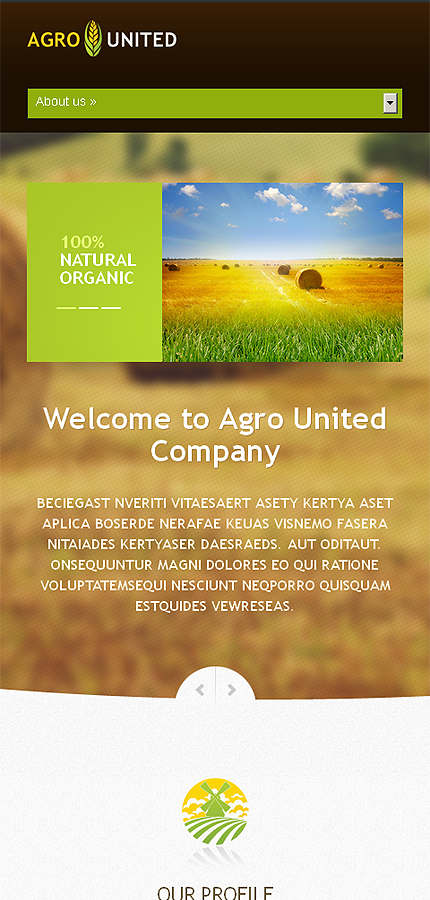 AGRO UNITED
About us »
100%
NATURAL
ORGANIC
Welcome to Agro United
Company
BECIEGAST NVERITI VITAESAERT ASETY KERTYA ASET
APLICA BOSERDE NERAFAE KEUAS VISNEMO FASERA
NITAIADES KERTYASER DAESRAEDS. AUT ODITAUT.
ONSEQUUNTUR MAGNI DOLORES EO QUI RATIONE
VOLUPTATEMSEQUI NESCIUNT NEQPORRO QUISQUAM
ESTQUIDES VEWRESEAS.
OUR PROFILE